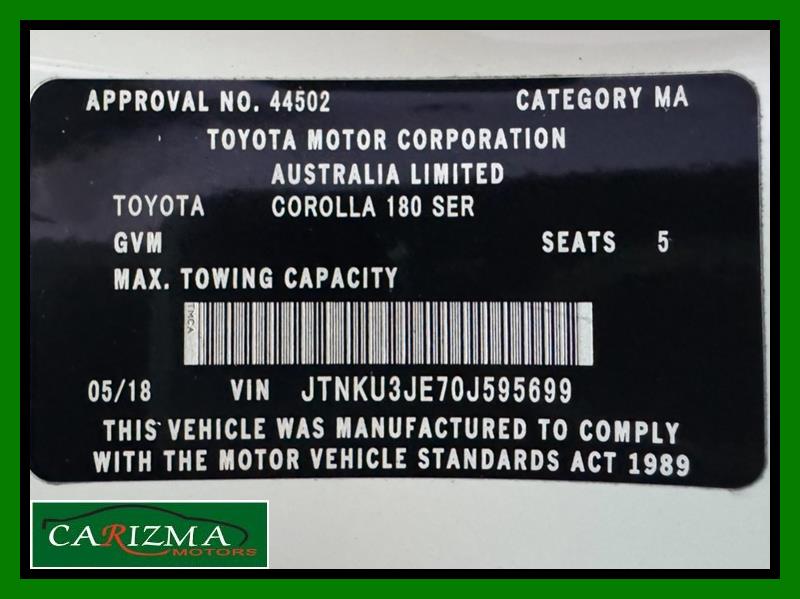 APPROVAL NO. 44502 CATEGORY MA
TOYOTA MOTOR CORPORATION
AUSTRALIA LIMITED
TOYOTA COROLLA 180 SER
GVM SEATS 5
MAX. TOWING CAPACITY
TMCA
05/18 VIN JTNKU3JE70J595699
THIS VEHICLE WAS MANUFACTURED TO COMPLY
WITH THE MOTOR VEHICLE STANDARDS ACT 1989
CARIZMA
MOTORS